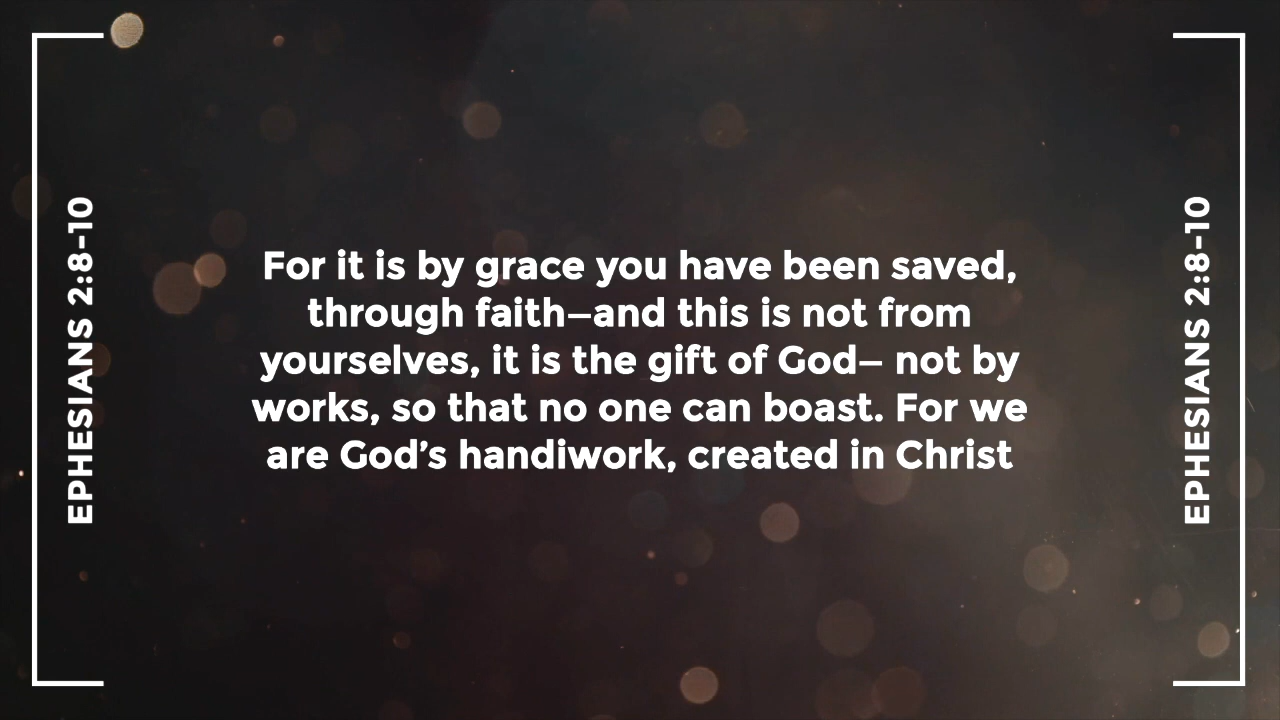 EPHESIANS 2:8-10
For it is by grace you have been saved,
through faith—and this is not from
yourselves, it is the gift of God— not by
works, so that no one can boast. For we
are God’s handiwork, created in Christ
EPHESIANS 2:8-10